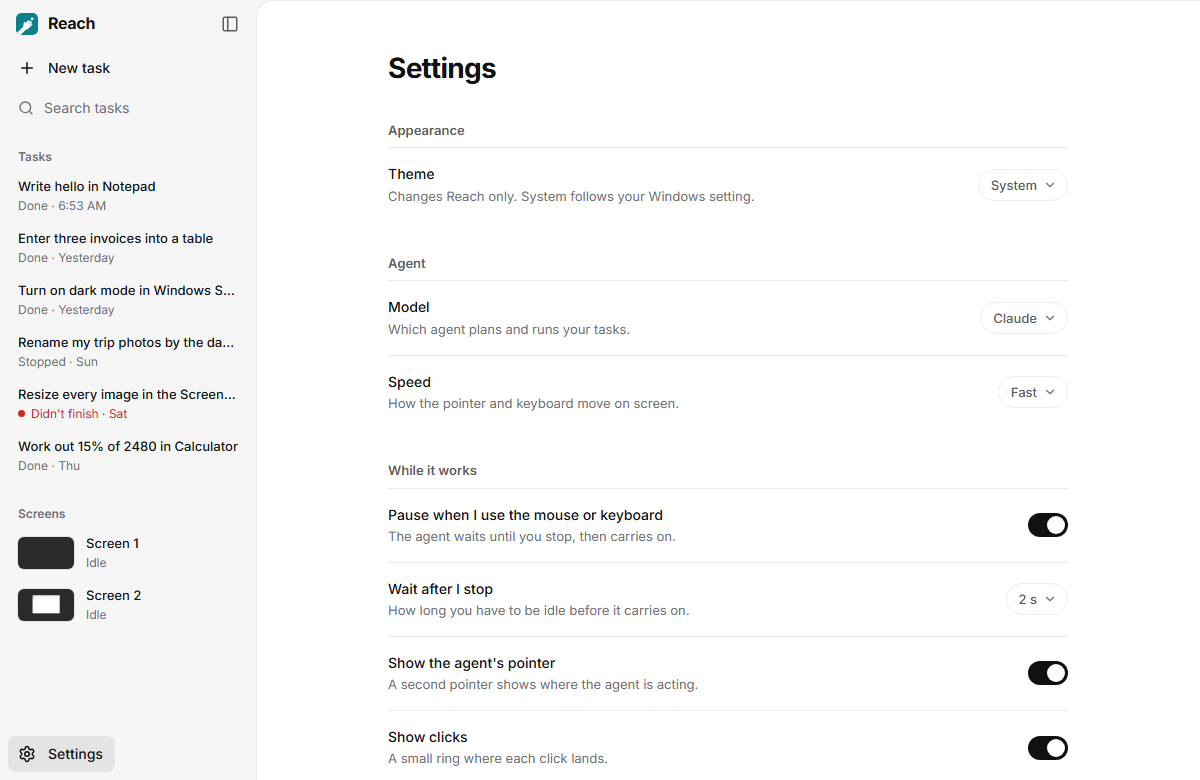 Reach
New task
Search tasks
Tasks
Write hello in Notepad
Done · 6:53 AM
Enter three invoices into a table
Done · Yesterday
Turn on dark mode in Windows S...
Done · Yesterday
Rename my trip photos by the da...
Stopped · Sun
Resize every image in the Screen...
Didn't finish · Sat
Work out 15% of 2480 in Calculator
Done · Thu
Screens
Screen 1
Idle
Screen 2
Idle
Settings
Settings
Appearance
Theme
Changes Reach only. System follows your Windows setting.
System
Agent
Model
Which agent plans and runs your tasks.
Claude
Speed
How the pointer and keyboard move on screen.
Fast
While it works
Pause when I use the mouse or keyboard
The agent waits until you stop, then carries on.
Wait after I stop
How long you have to be idle before it carries on.
2 s
Show the agent's pointer
A second pointer shows where the agent is acting.
Show clicks
A small ring where each click lands.